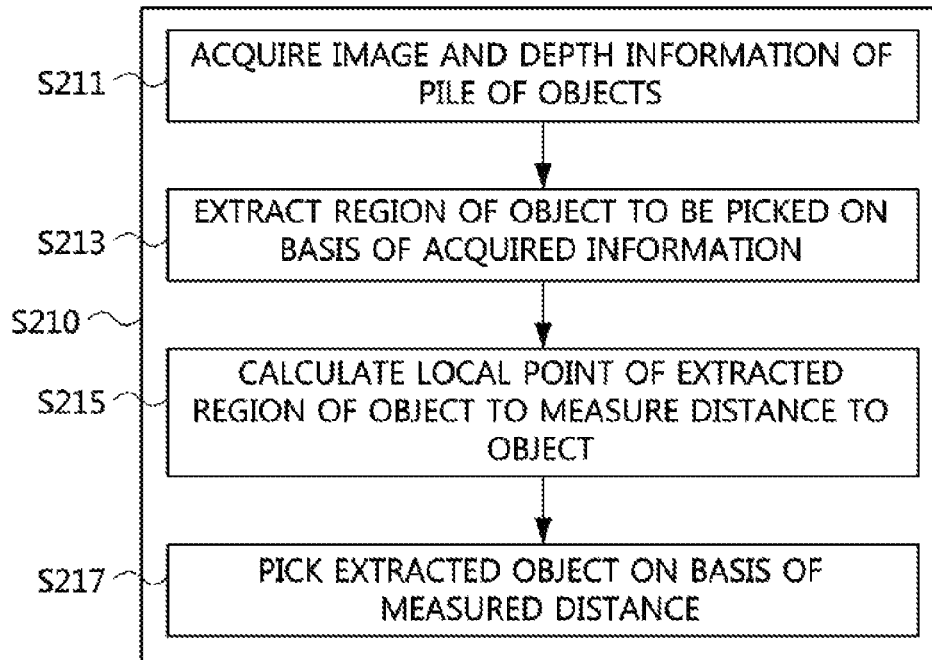 S211
ACQUIRE IMAGE AND DEPTH INFORMATION OF
PILE OF OBJECTS
S213
EXTRACT REGION OF OBJECT TO BE PICKED ON
BASIS OF ACQUIRED INFORMATION
S210
S215
CALCULATE LOCAL POINT OF EXTRACTED
REGION OF OBJECT TO MEASURE DISTANCE TO
OBJECT
S217
PICK EXTRACTED OBJECT ON BASIS OF
MEASURED DISTANCE